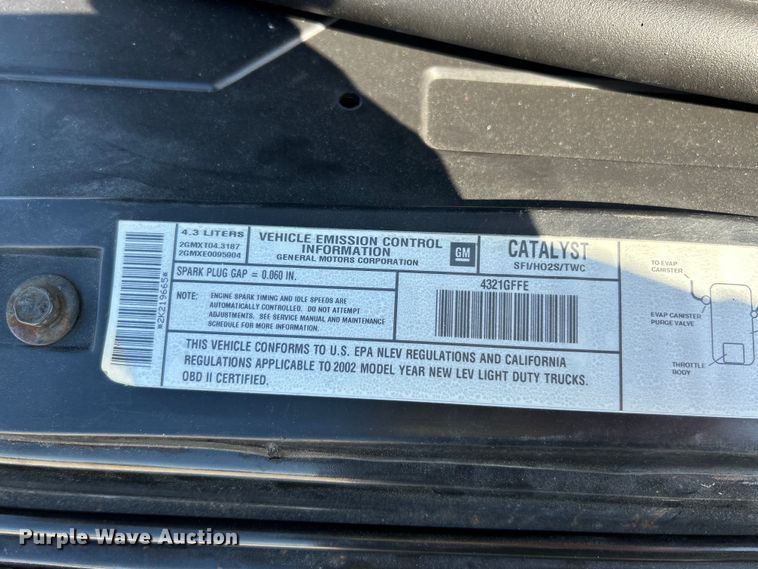 4.3 LITERS
2GMXT04.3187
2GMXE0095904
VEHICLE EMISSION CONTROL
INFORMATION
GENERAL MOTORS CORPORATION
GM
CATALYST
SFI/HO2S/TWC
SPARK PLUG GAP = 0.060 IN.
NOTE: ENGINE SPARK TIMING AND IDLE SPEEDS ARE
AUTOMATICALLY CONTROLLED. DO NOT ATTEMPT
ADJUSTMENTS. SEE SERVICE MANUAL AND MAINTENANCE
SCHEDULE FOR MORE INFORMATION.
4321GFFE
THIS VEHICLE CONFORMS TO U.S. EPA NLEV REGULATIONS AND CALIFORNIA
REGULATIONS APPLICABLE TO 2002 MODEL YEAR NEW LEV LIGHT DUTY TRUCKS.
OBD II CERTIFIED.
*2K219665*
TO EVAP
CANISTER
EVAP CANISTER
PURGE VALVE
THROTTLE
BODY
Purple Wave Auction